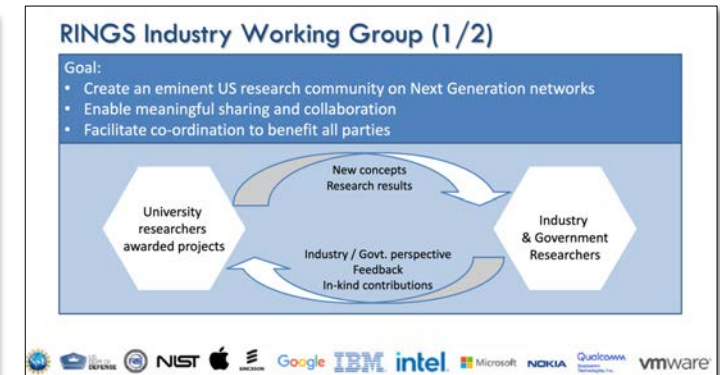 RINGS Industry Working Group (1/2)
Goal:
• Create an eminent US research community on Next Generation networks
• Enable meaningful sharing and collaboration
• Facilitate co-ordination to benefit all parties
New concepts
Research results
University
researchers
awarded projects
Industry
& Government
Researchers
Industry / Govt. perspective
Feedback
In-kind contributions
DEFENSE NIST ERICSSON Google IBM intel. Microsoft NOKIA Qualcomm vmware